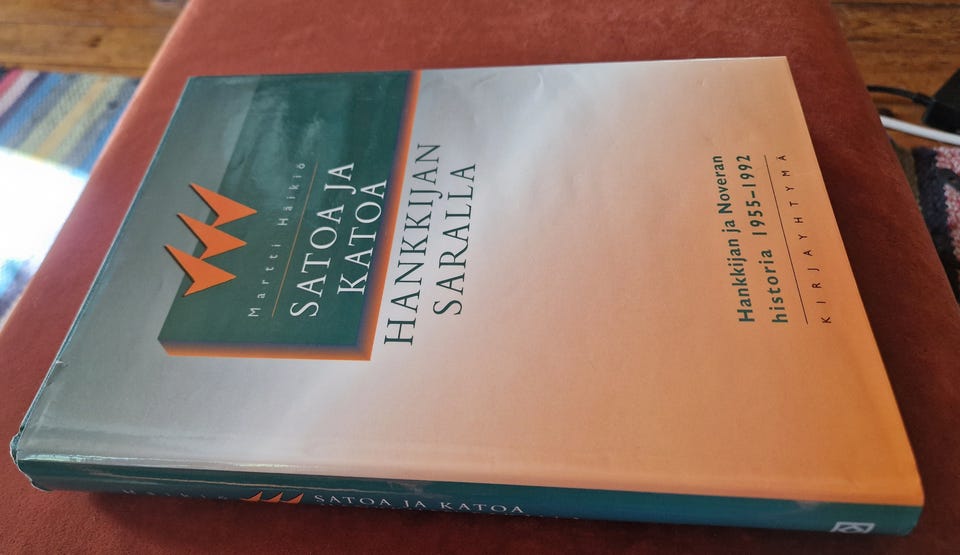 Martti Häikiö
SATOA JA
KATOA
HANKKIJAN
SARALLA
Hankkijan ja Noveran
historia 1955–1992
KIRJAYHTYMÄ
SATOA JA KATOA